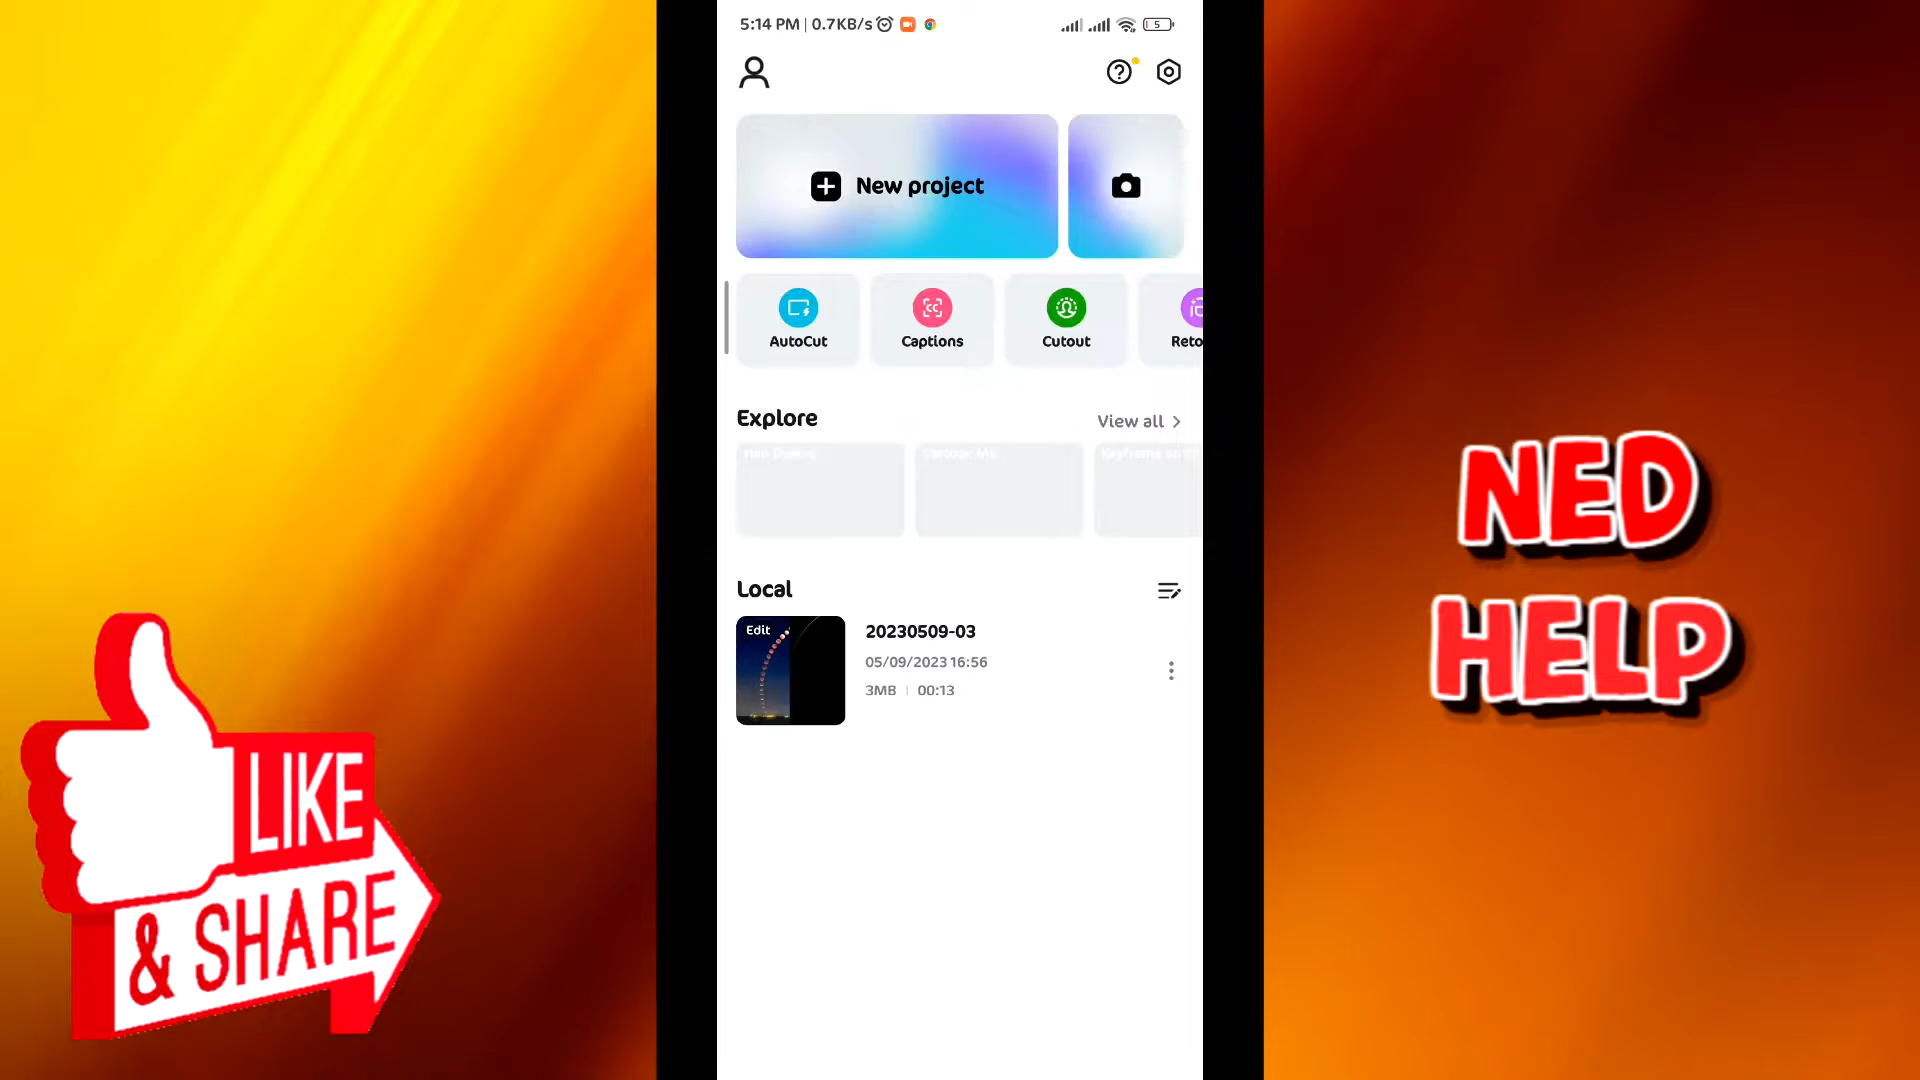 5:14 PM | 0.7KB/s
5
New project
AutoCut
Captions
Cutout
Reto
Explore
View all >
Local
Edit
20230509-03
05/09/2023 16:56
3MB | 00:13
LIKE
& SHARE
NED
HELP